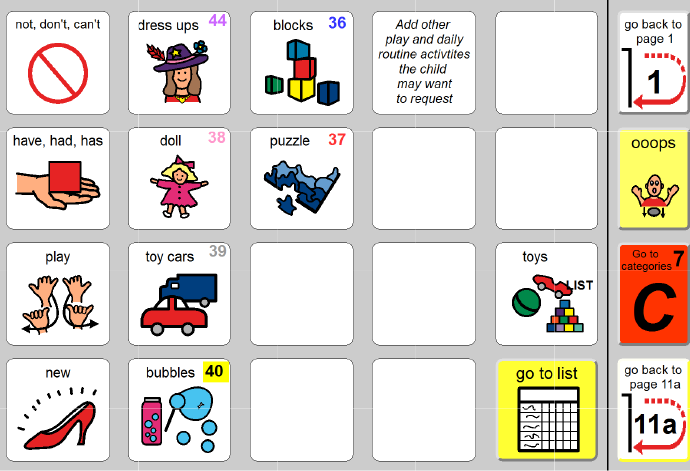 not, don't, can't
dress ups 44
blocks 36
Add other
play and daily
routine activtites
the child
may want
to request
go back to
page 1
1
have, had, has
doll 38
puzzle 37
ooops
play
toy cars 39
toys
LIST
Go to
categories 7
C
new
bubbles 40
go to list
go back to
page 11a
11a